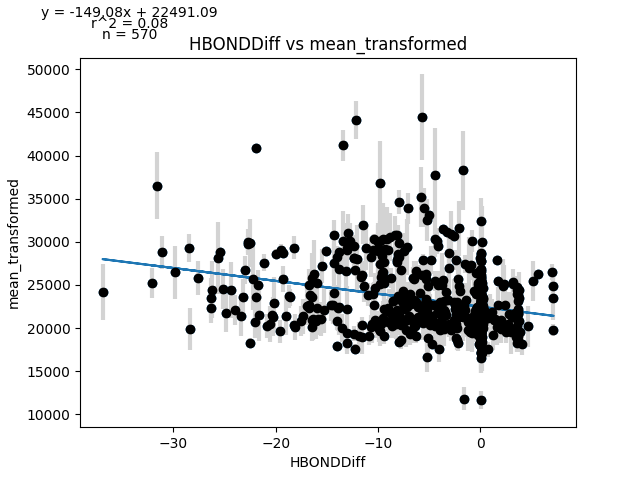 y = -149.08x + 22491.09
r^2 = 0.08
n = 570
HBONDDiff vs mean_transformed
50000
45000
40000
35000
30000
25000
20000
15000
10000
mean_transformed
−30 −20 −10 0
HBONDDiff